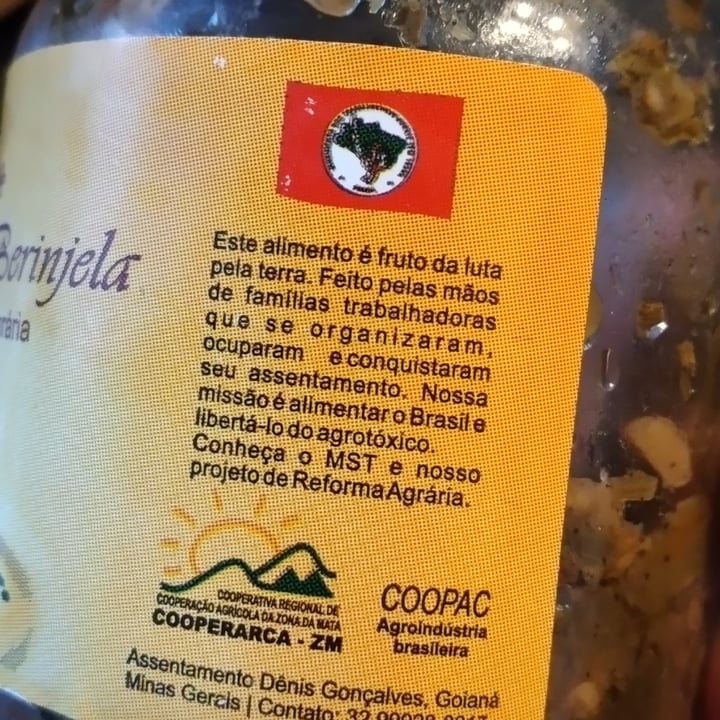 Berinjela
Este alimento é fruto da luta
pela terra. Feito pelas mãos
de famílias trabalhadoras
que se organizaram,
ocuparam e conquistaram
seu assentamento. Nossa
missão é alimentar o Brasil e
libertá-lo do agrotóxico.
Conheça o MST e nosso
projeto de Reforma Agrária.
COOPERATIVA REGIONAL DE
COOPERAÇÃO AGRÍCOLA DA ZONA DA MATA
COOPERARCA - ZM
COOPAC
Agroindústria
brasileira
Assentamento Dênis Gonçalves, Goianá
Minas Gerais | Contato: 32